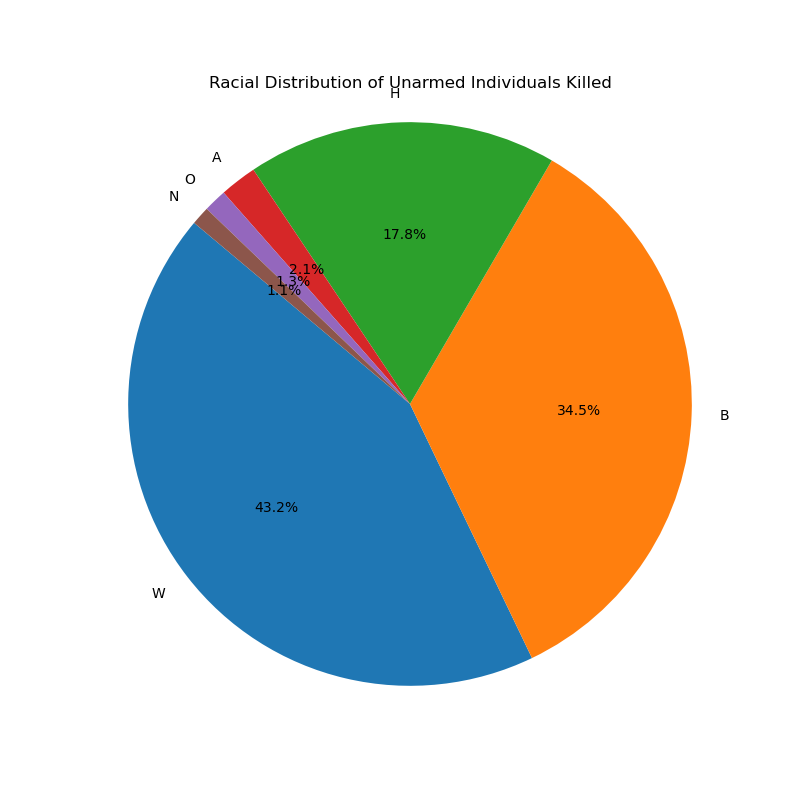 Racial Distribution of Unarmed Individuals Killed
H
A
O
N
17.8%
2.1%
1.3%
1.1%
34.5%
B
43.2%
W